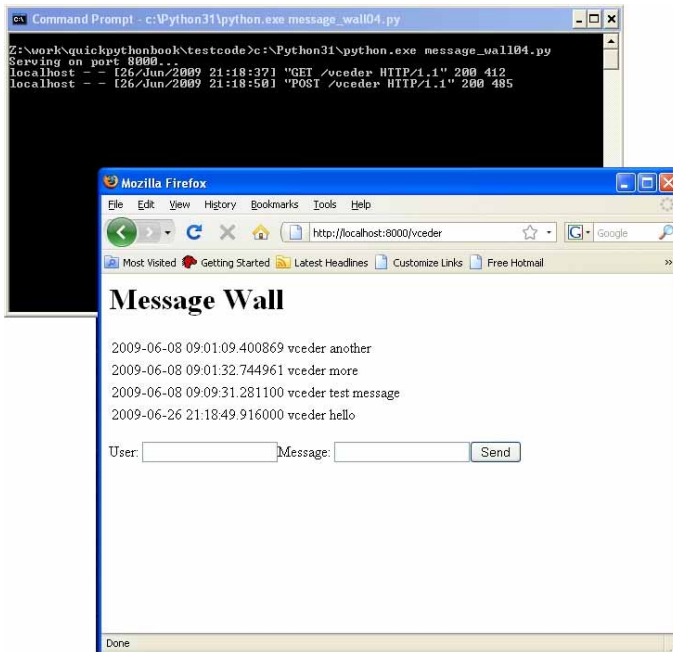 Command Prompt - c:\Python31\python.exe message_wall04.py
Z:\work\quickpythonbook\testcode>c:\Python31\python.exe message_wall04.py
Serving on port 8000...
localhost - - [26/Jun/2009 21:18:37] "GET /vceder HTTP/1.1" 200 412
localhost - - [26/Jun/2009 21:18:50] "POST /vceder HTTP/1.1" 200 485
Mozilla Firefox
File Edit View History Bookmarks Tools Help
http://localhost:8000/vceder Google
Most Visited Getting Started Latest Headlines Customize Links Free Hotmail »
Message Wall
2009-06-08 09:01:09.400869 vceder another
2009-06-08 09:01:32.744961 vceder more
2009-06-08 09:09:31.281100 vceder test message
2009-06-26 21:18:49.916000 vceder hello
User: Message: Send
Done